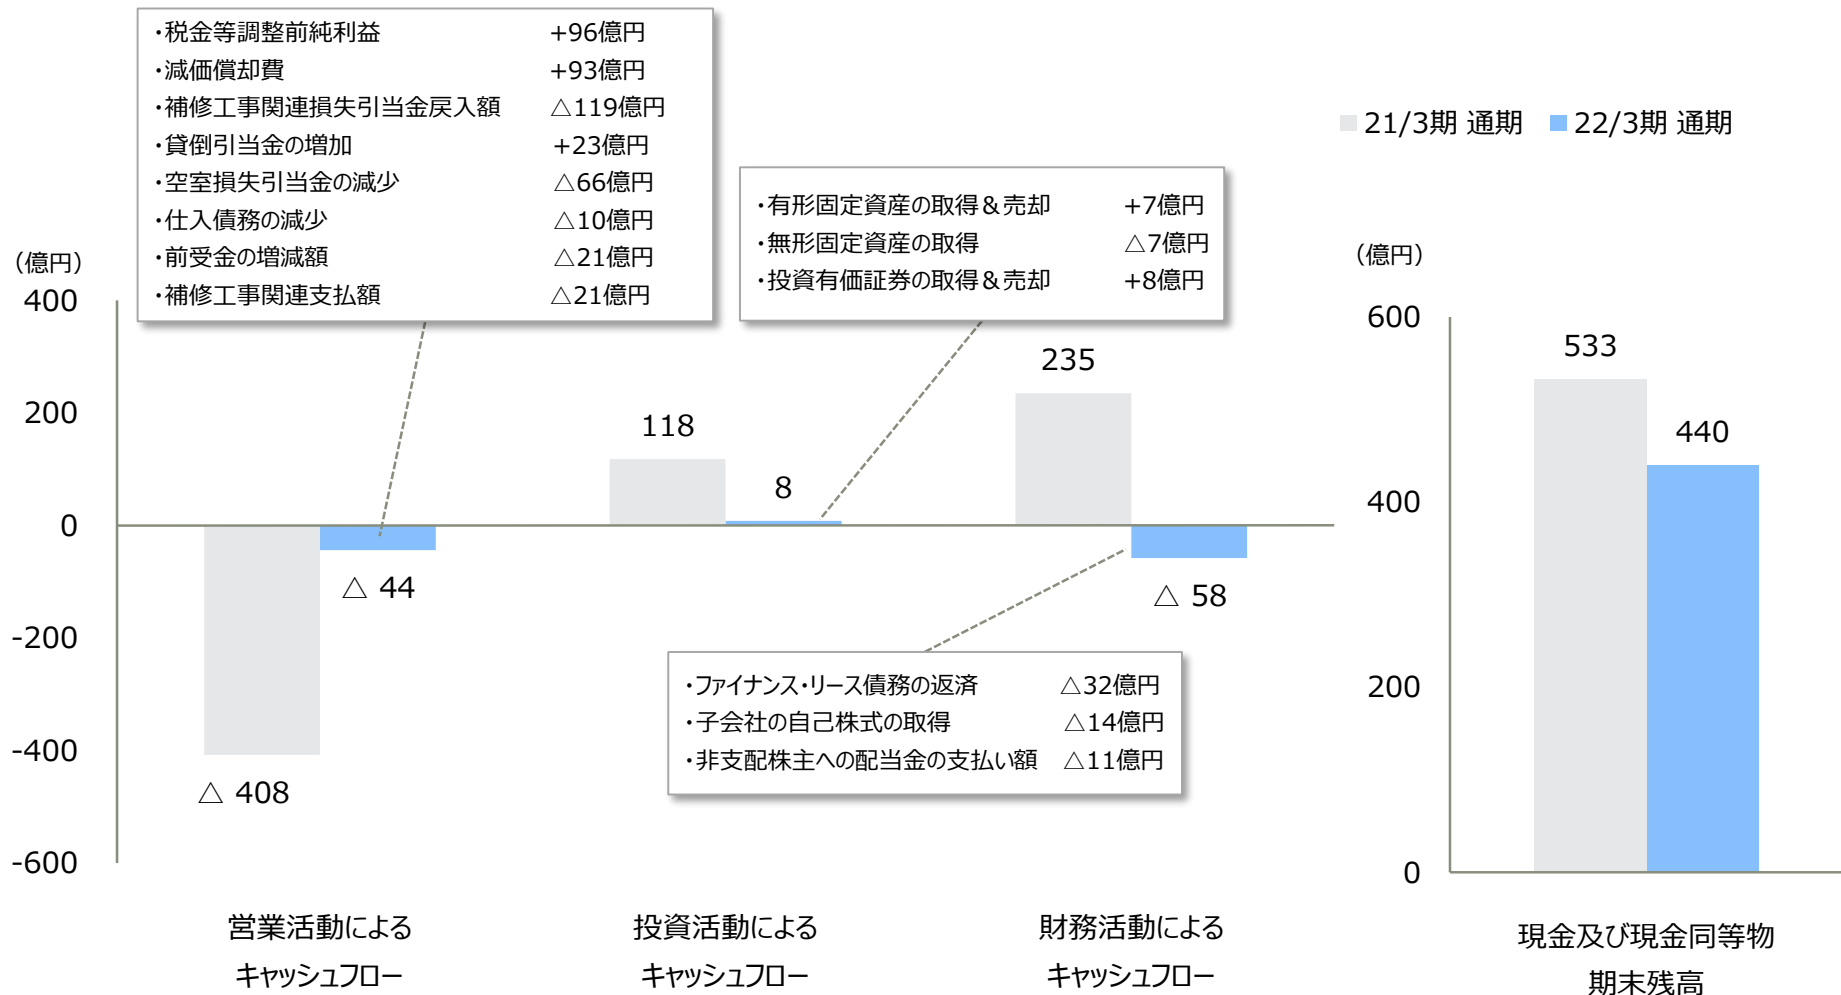 ・税金等調整前純利益 +96億円
・減価償却費 +93億円
・補修工事関連損失引当金戻入額 △119億円
・貸倒引当金の増加 +23億円
・空室損失引当金の減少 △66億円
・仕入債務の減少 △10億円
・前受金の増減額 △21億円
・補修工事関連支払額 △21億円
21/3期 通期 22/3期 通期
・有形固定資産の取得＆売却 +7億円
・無形固定資産の取得 △7億円
・投資有価証券の取得＆売却 +8億円
（億円）
400
200
0
-200
-400
-600
△ 408
△ 44
118
8
235
△ 58
・ファイナンス・リース債務の返済 △32億円
・子会社の自己株式の取得 △14億円
・非支配株主への配当金の支払い額 △11億円
営業活動による
キャッシュフロー
投資活動による
キャッシュフロー
財務活動による
キャッシュフロー
（億円）
600
400
200
0
533
440
現金及び現金同等物
期末残高